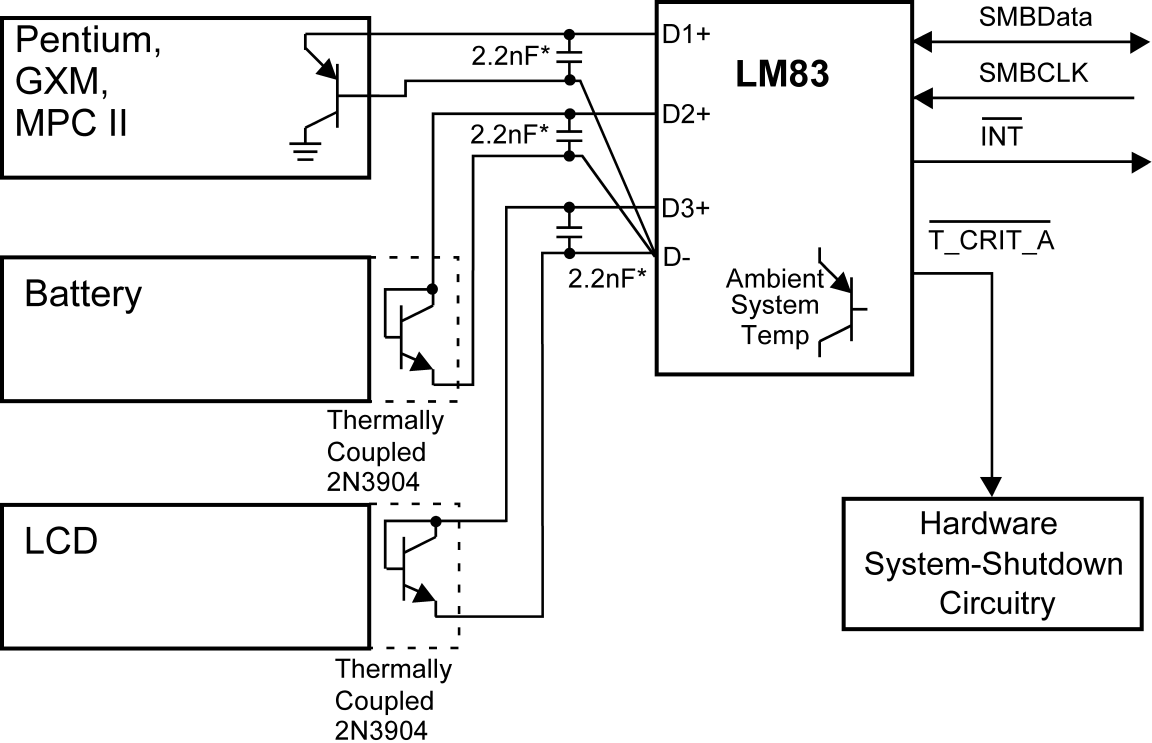 Pentium,
GXM,
MPC II
2.2nF*
D1+
LM83
SMBData
SMBCLK
2.2nF*
D2+
INT
D3+
T_CRIT_A
D-
2.2nF*
Ambient
System
Temp
Battery
Thermally
Coupled
2N3904
LCD
Hardware
System-Shutdown
Circuitry
Thermally
Coupled
2N3904